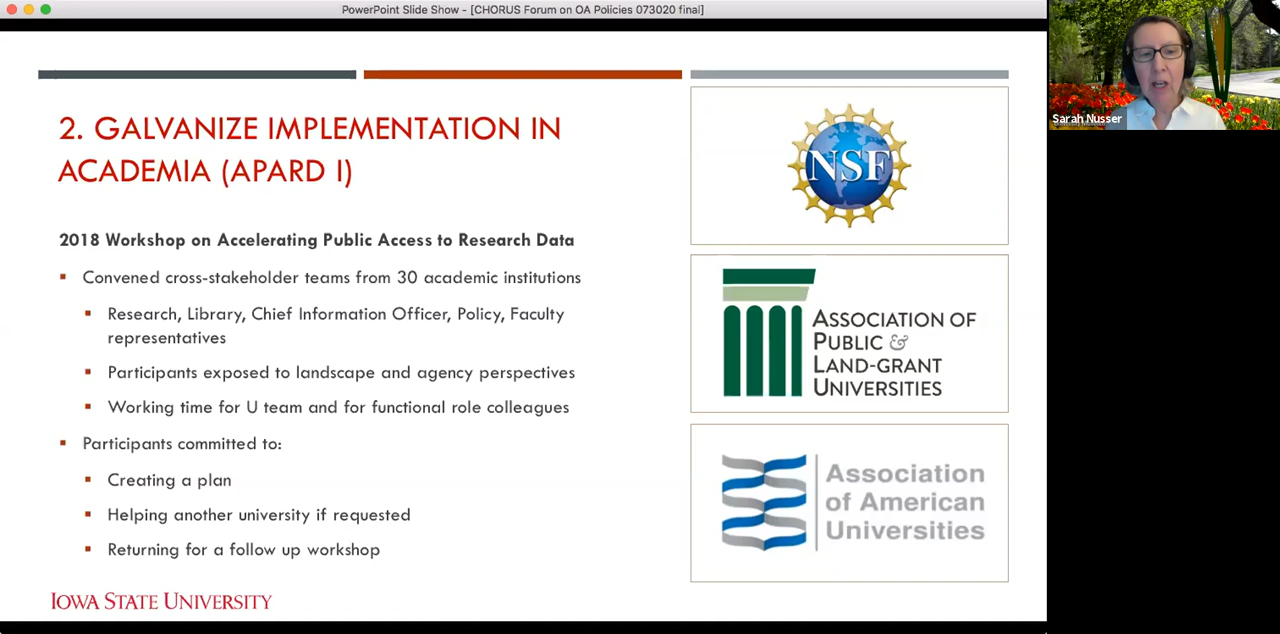 PowerPoint Slide Show - [CHORUS Forum on OA Policies 073020 final]
2. GALVANIZE IMPLEMENTATION IN
ACADEMIA (APARD I)
2018 Workshop on Accelerating Public Access to Research Data
▪ Convened cross-stakeholder teams from 30 academic institutions
▪ Research, Library, Chief Information Officer, Policy, Faculty
representatives
▪ Participants exposed to landscape and agency perspectives
▪ Working time for U team and for functional role colleagues
▪ Participants committed to:
▪ Creating a plan
▪ Helping another university if requested
▪ Returning for a follow up workshop
IOWA STATE UNIVERSITY
NSF
ASSOCIATION OF
PUBLIC &
LAND-GRANT
UNIVERSITIES
Association
of American
Universities
Sarah Nusser